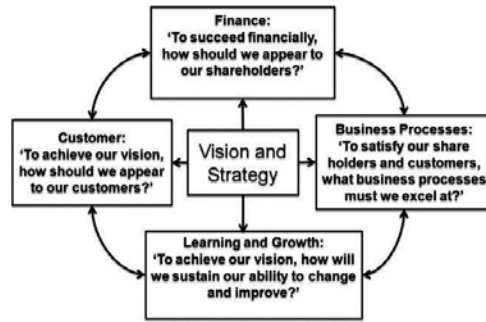 Finance:
‘To succeed financially,
how should we appear to
our shareholders?’
Customer:
‘To achieve our vision,
how should we appear
to our customers?’
Vision and
Strategy
Business Processes:
‘To satisfy our share
holders and customers,
what business processes
must we excel at?’
Learning and Growth:
‘To achieve our vision, how will
we sustain our ability to change
and improve?’